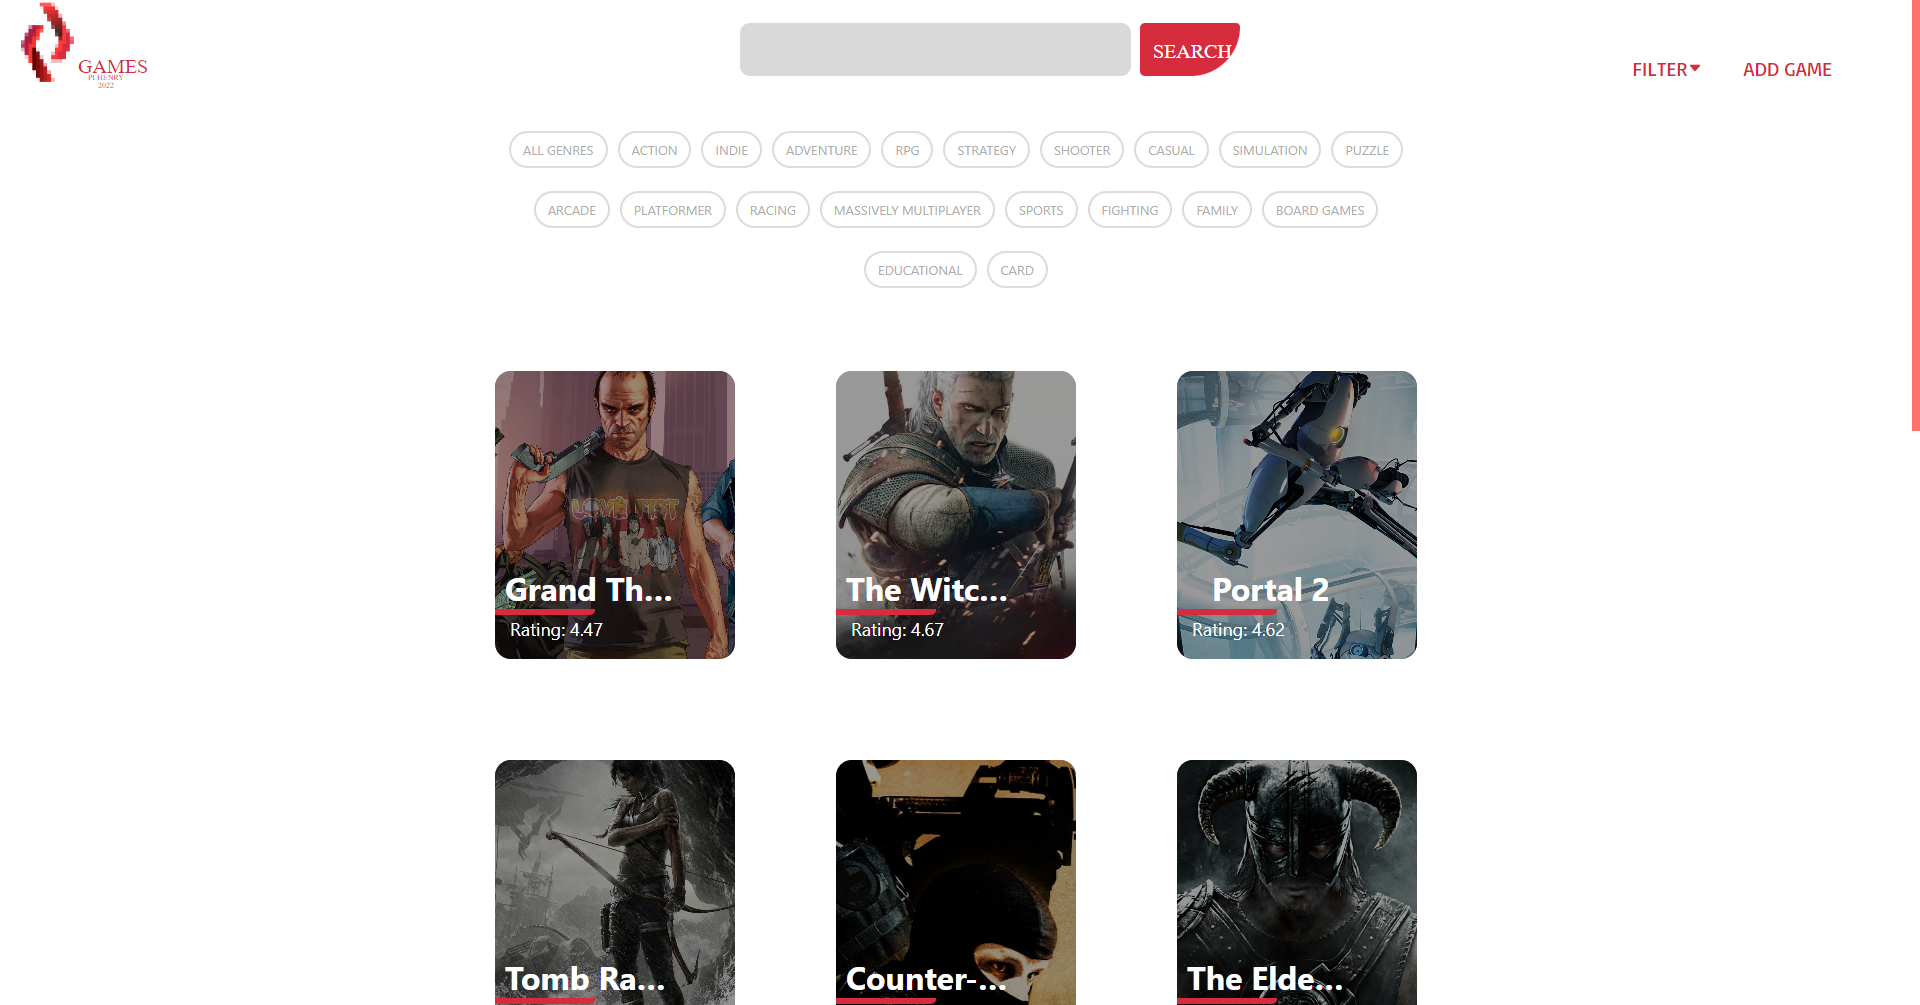 GAMES
PI HENRY
2022
SEARCH
FILTER
ADD GAME
ALL GENRES
ACTION
INDIE
ADVENTURE
RPG
STRATEGY
SHOOTER
CASUAL
SIMULATION
PUZZLE
ARCADE
PLATFORMER
RACING
MASSIVELY MULTIPLAYER
SPORTS
FIGHTING
FAMILY
BOARD GAMES
EDUCATIONAL
CARD
LOVE FIST
Grand Th...
Rating: 4.47
The Witc...
Rating: 4.67
Portal 2
Rating: 4.62
Tomb Ra...
Counter-...
The Elde...